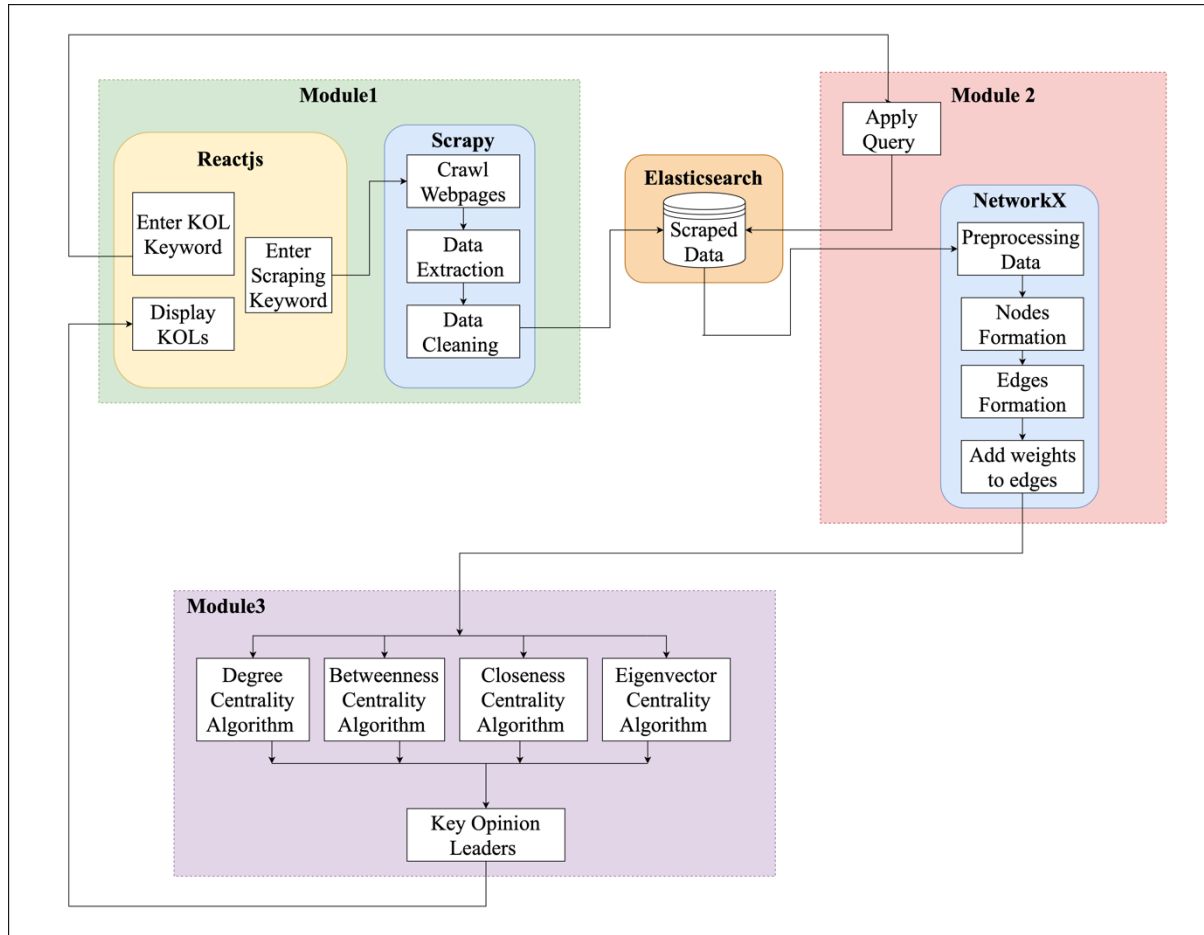 Module1
Reactjs
Enter KOL
Keyword
Enter
Scraping
Keyword
Display
KOLs
Scrapy
Crawl
Webpages
Data
Extraction
Data
Cleaning
Elasticsearch
Scraped
Data
Module 2
Apply
Query
NetworkX
Preprocessing
Data
Nodes
Formation
Edges
Formation
Add weights
to edges
Module3
Degree
Centrality
Algorithm
Betweenness
Centrality
Algorithm
Closeness
Centrality
Algorithm
Eigenvector
Centrality
Algorithm
Key Opinion
Leaders